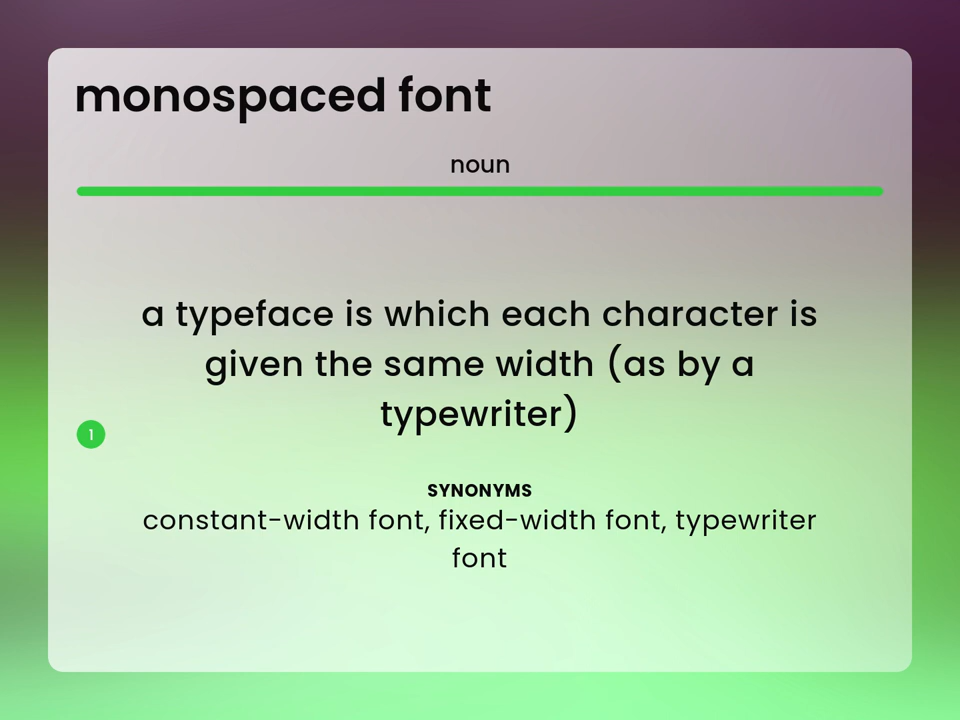 monospaced font
noun
a typeface is which each character is
given the same width (as by a
typewriter)
1
SYNONYMS
constant-width font, fixed-width font, typewriter
font